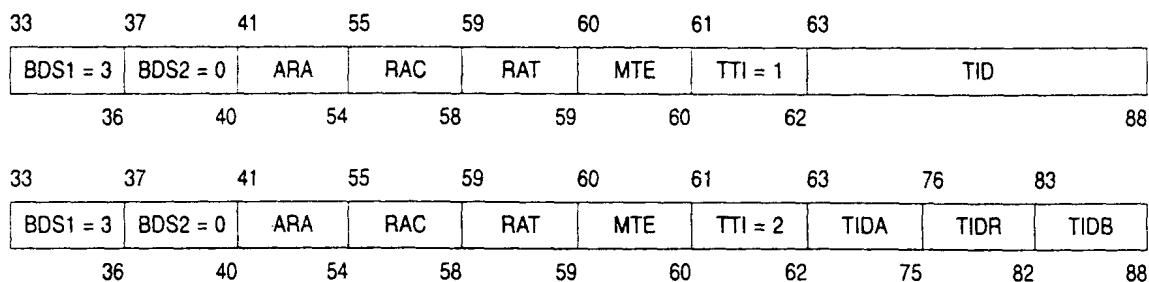 33 37 41 55 59 60 61 63
BDS1 = 3 BDS2 = 0 ARA RAC RAT MTE TTI = 1 TID
36 40 54 58 59 60 62 88
33 37 41 55 59 60 61 63 76 83
BDS1 = 3 BDS2 = 0 ARA RAC RAT MTE TTI = 2 TIDA TIDR TIDB
36 40 54 58 59 60 62 75 82 88